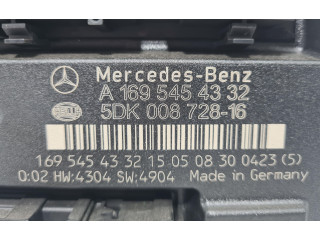 Mercedes-Benz
A 169 545 43 32
5DK 008 728-16
169 545 43 32 15 05 08 30 0423 (5)
D:02 HW:4304 SW:4904 Made in Germany